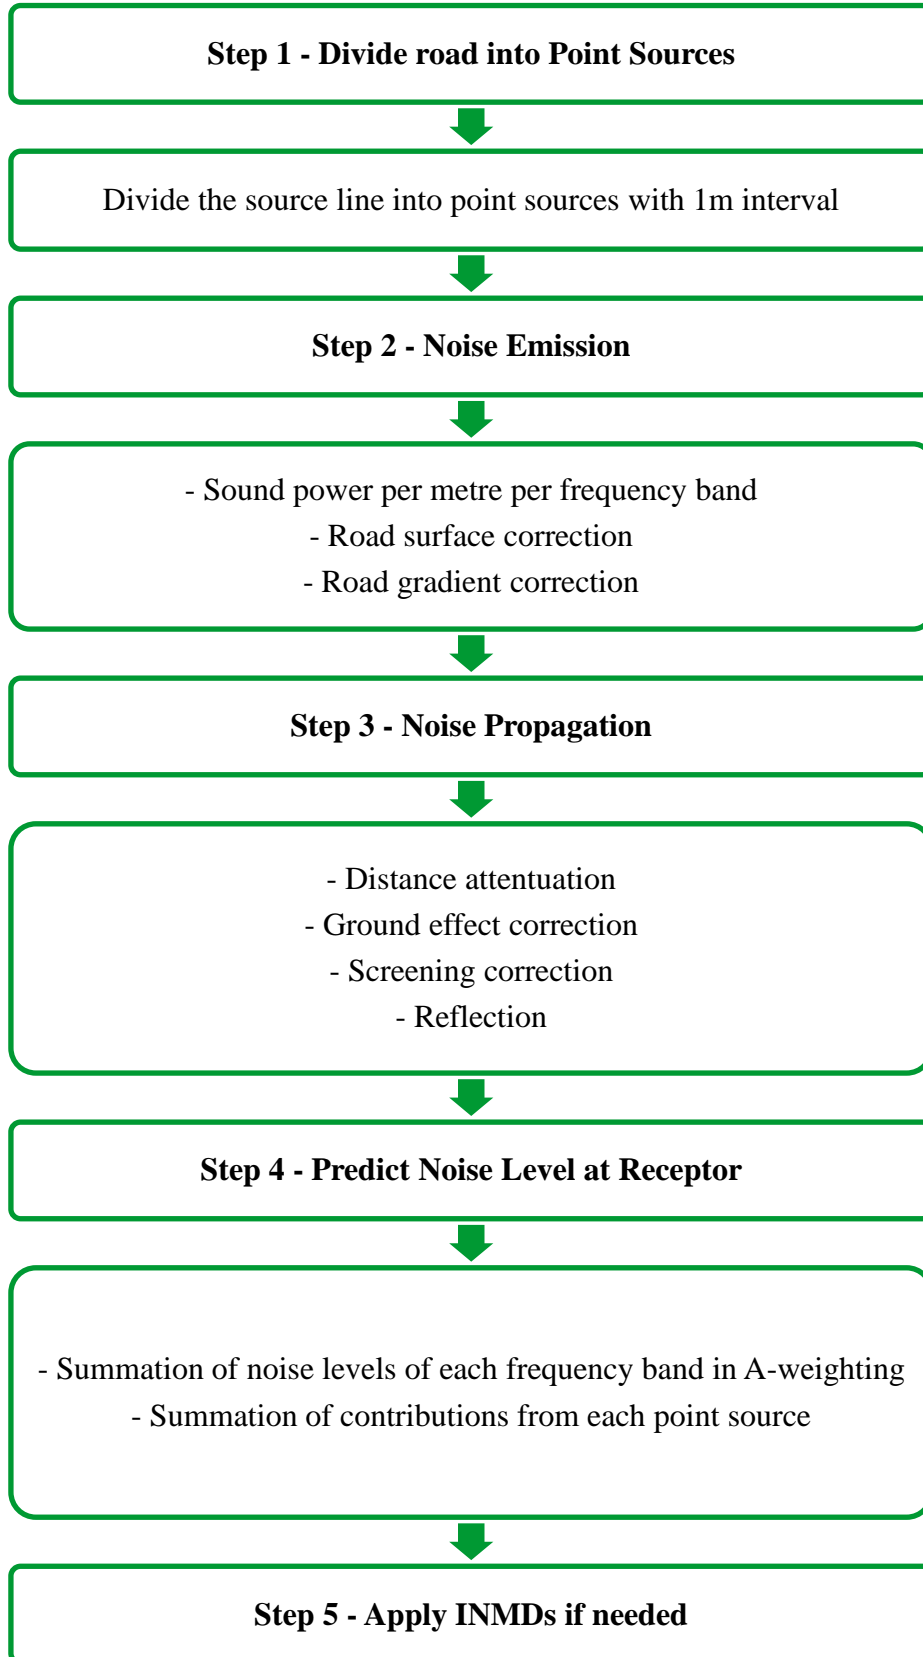 Step 1 - Divide road into Point Sources
Divide the source line into point sources with 1m interval
Step 2 - Noise Emission
- Sound power per metre per frequency band
- Road surface correction
- Road gradient correction
Step 3 - Noise Propagation
- Distance attentuation
- Ground effect correction
- Screening correction
- Reflection
Step 4 - Predict Noise Level at Receptor
- Summation of noise levels of each frequency band in A-weighting
- Summation of contributions from each point source
Step 5 - Apply INMDs if needed